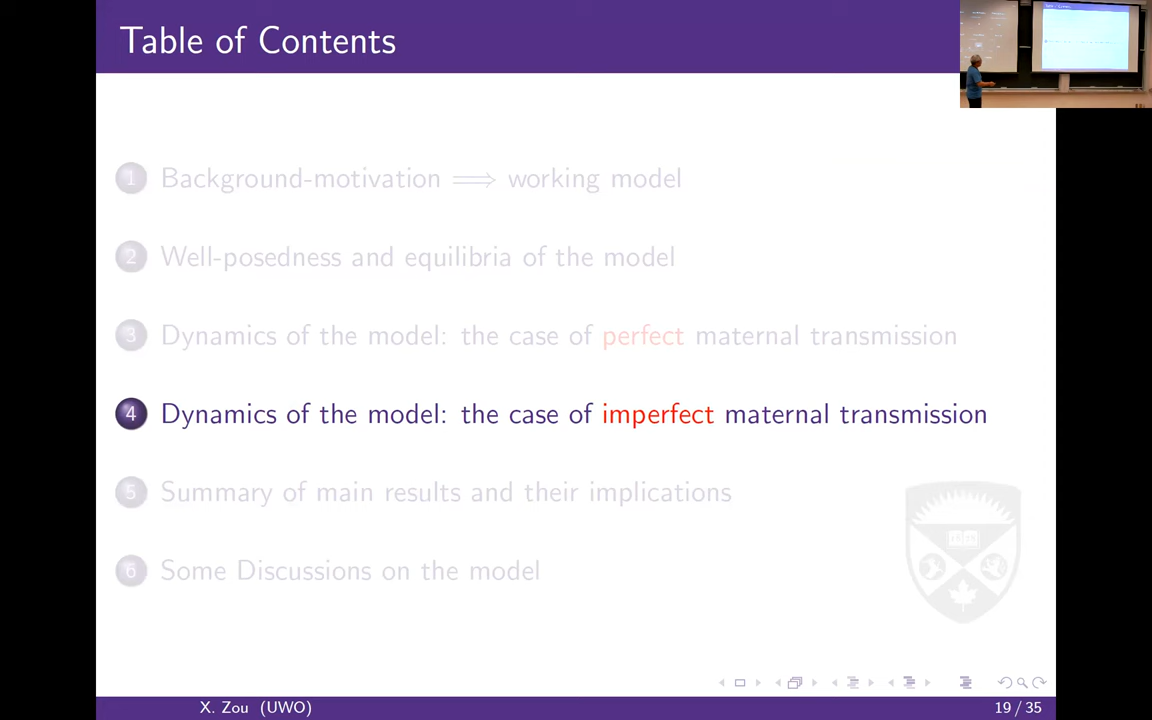 Table of Contents
1 Background-motivation ⟹ working model
2 Well-posedness and equilibria of the model
3 Dynamics of the model: the case of perfect maternal transmission
4 Dynamics of the model: the case of imperfect maternal transmission
5 Summary of main results and their implications
6 Some Discussions on the model
X. Zou (UWO)
19 / 35